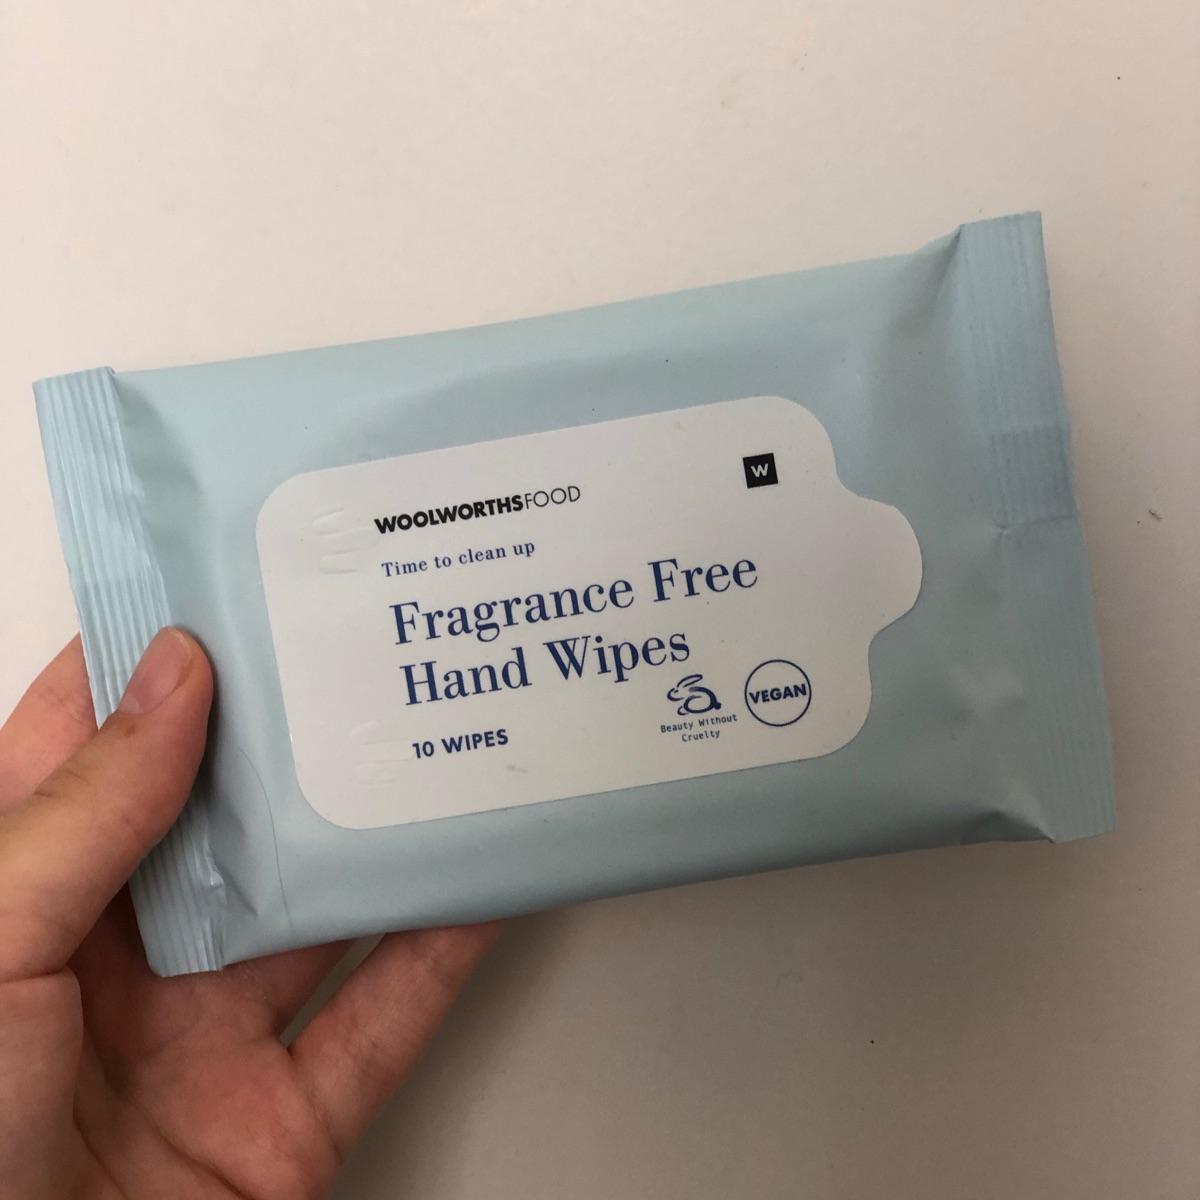 WOOLWORTHSFOOD
W
Time to clean up
Fragrance Free
Hand Wipes
10 WIPES
Beauty Without
Cruelty
VEGAN